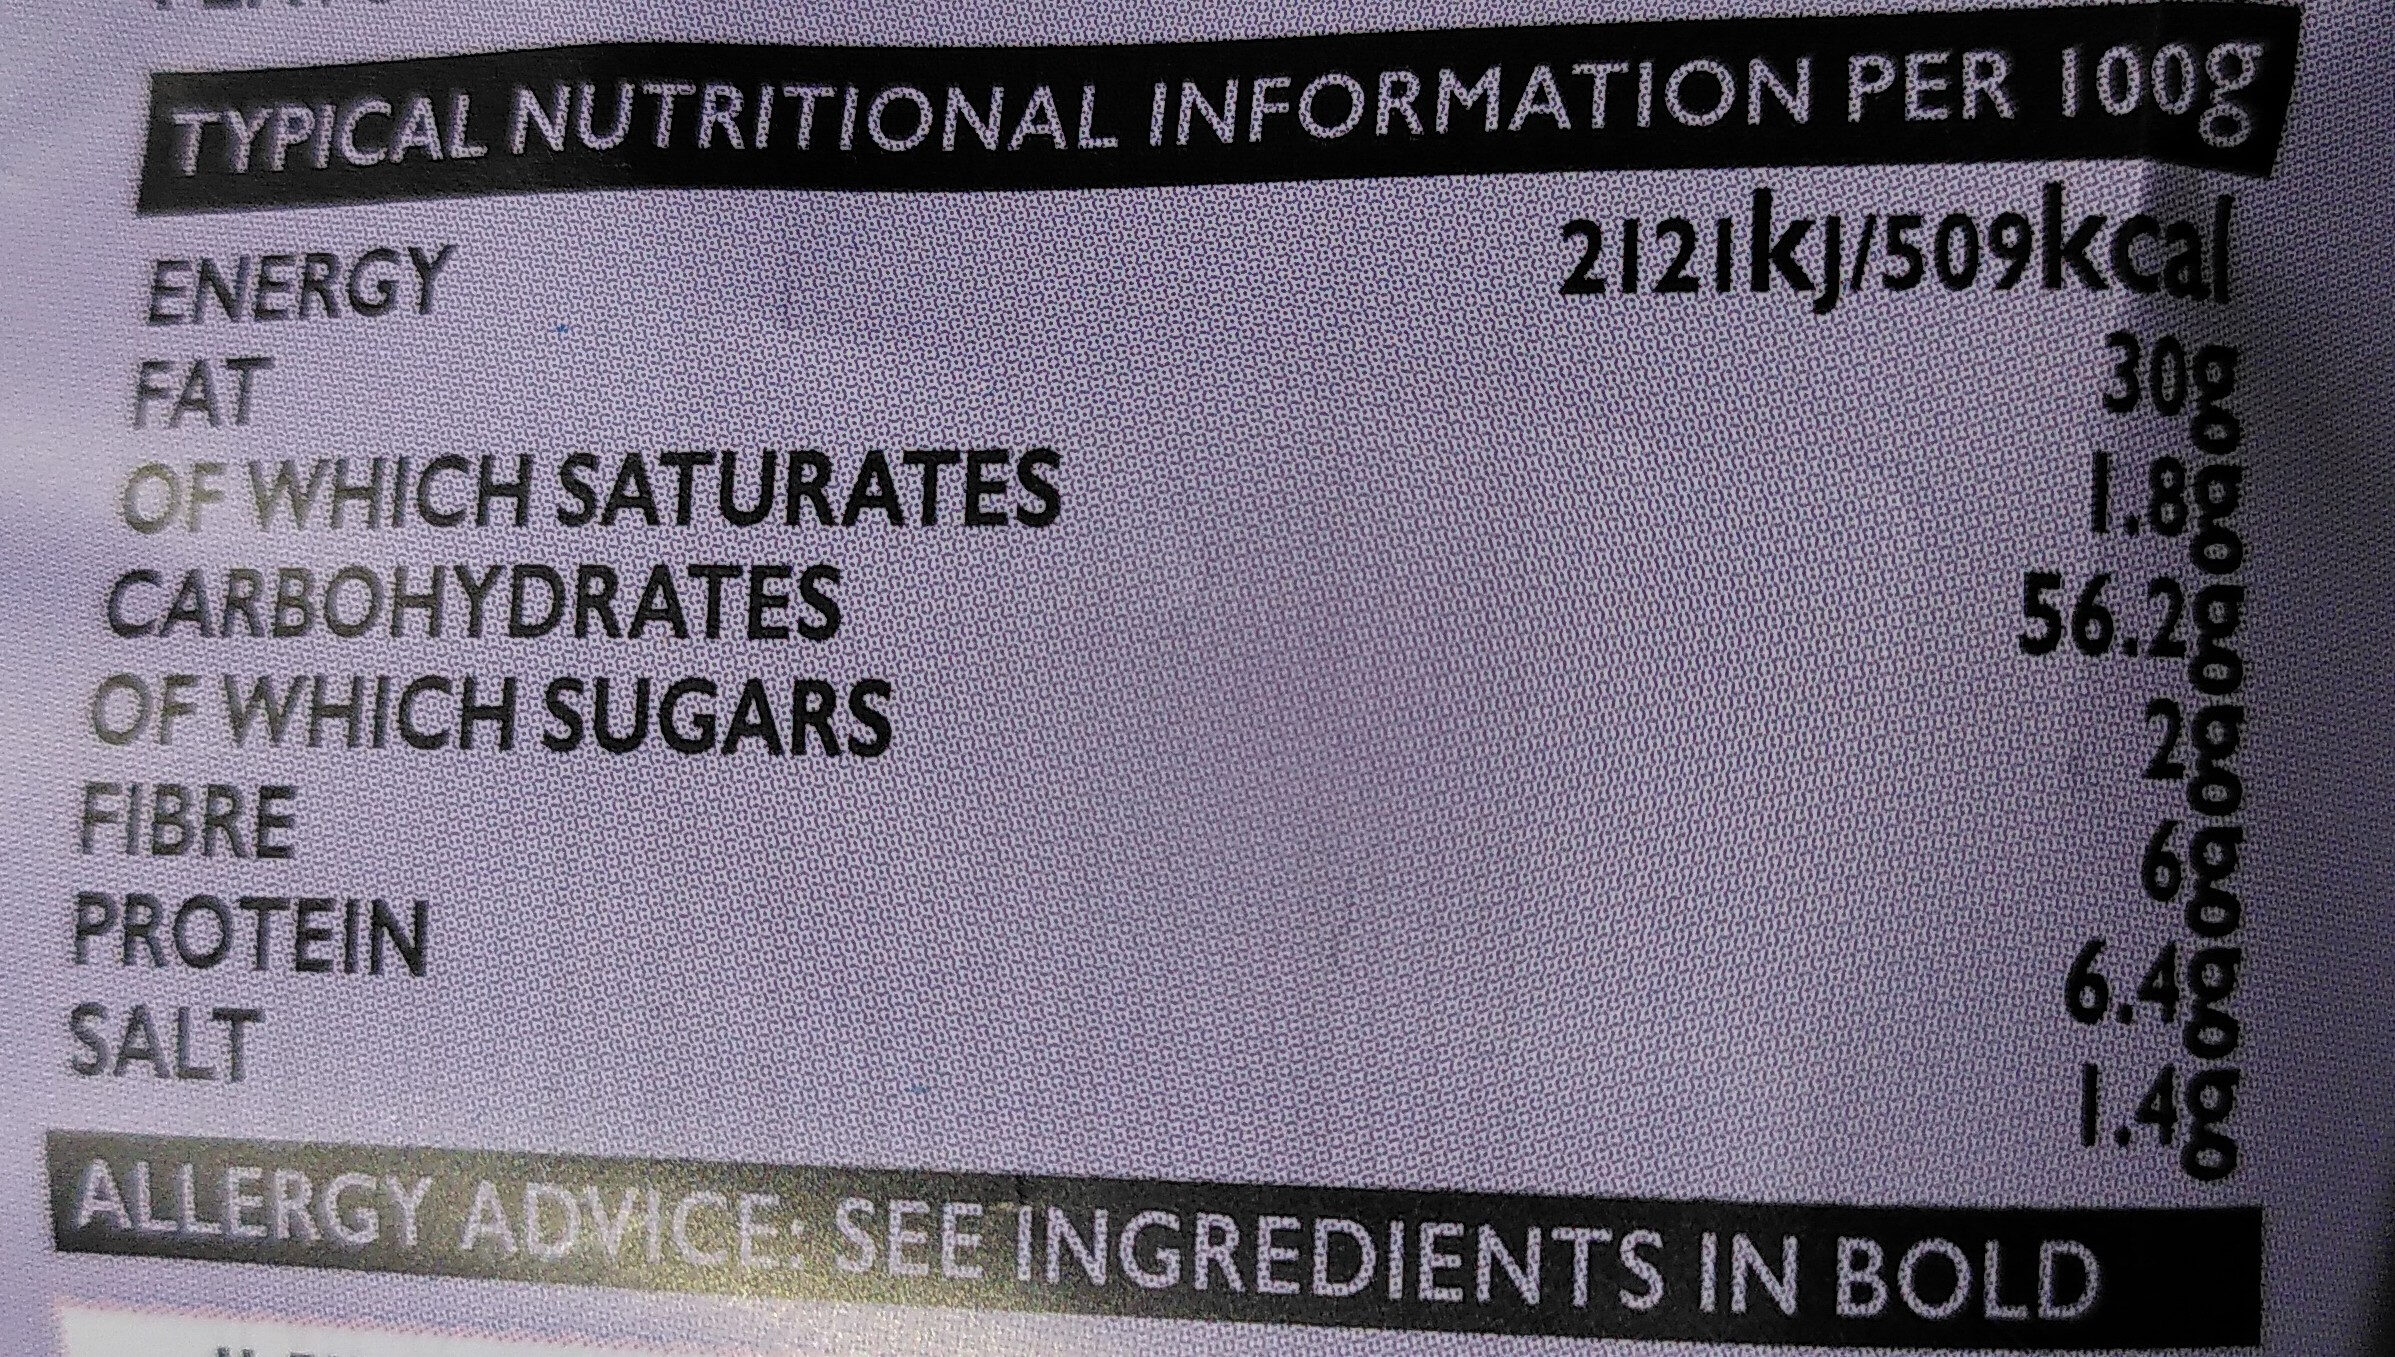 TYPICAL NUTRITIONAL INFORMATION PER 100g
ENERGY 2121kJ/509kcal
FAT 30g
OF WHICH SATURATES 1.8g
CARBOHYDRATES 56.2g
OF WHICH SUGARS 2g
FIBRE 6g
PROTEIN 6.4g
SALT 1.4g
ALLERGY ADVICE: SEE INGREDIENTS IN BOLD